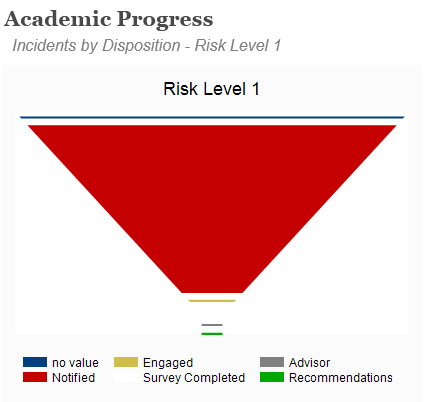 Academic Progress
Incidents by Disposition - Risk Level 1
Risk Level 1
no value Engaged Advisor
Notified Survey Completed Recommendations